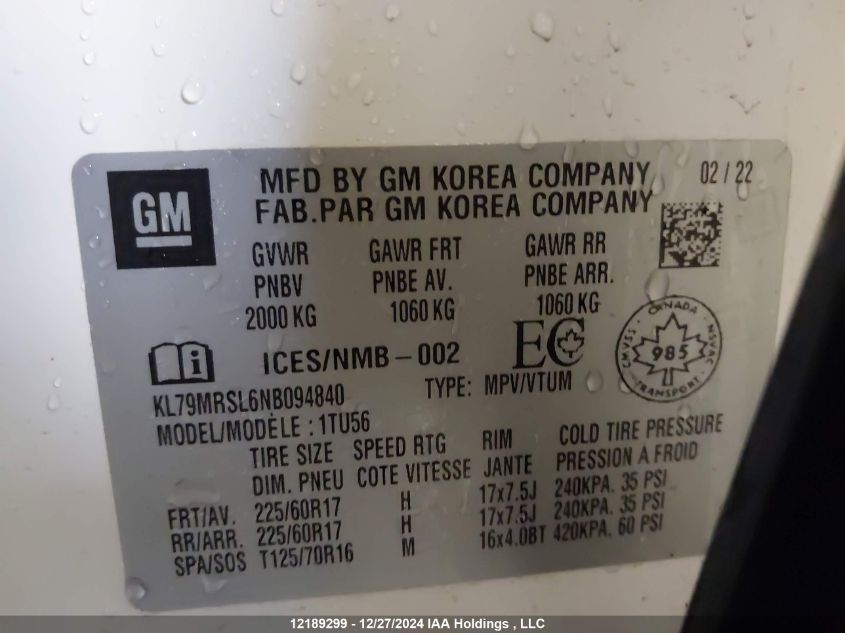 GM
MFD BY GM KOREA COMPANY 02 / 22
FAB.PAR GM KOREA COMPANY
GVWR GAWR FRT GAWR RR
PNBV PNBE AV. PNBE ARR.
2000 KG 1060 KG 1060 KG
i ICES/NMB-002 EC
CANADA NSVAC TRANSPORT CMVSS 985
KL79MRSL6NB094840 TYPE: MPV/VTUM
MODEL/MODÈLE : 1TU56
TIRE SIZE SPEED RTG RIM COLD TIRE PRESSURE
DIM. PNEU COTE VITESSE JANTE PRESSION A FROID
FRT/AV. 225/60R17 H 17x7.5J 240KPA. 35 PSI
RR/ARR. 225/60R17 H 17x7.5J 240KPA. 35 PSI
SPA/SOS T125/70R16 M 16x4.0BT 420KPA. 60 PSI
12189299 - 12/27/2024 IAA Holdings , LLC